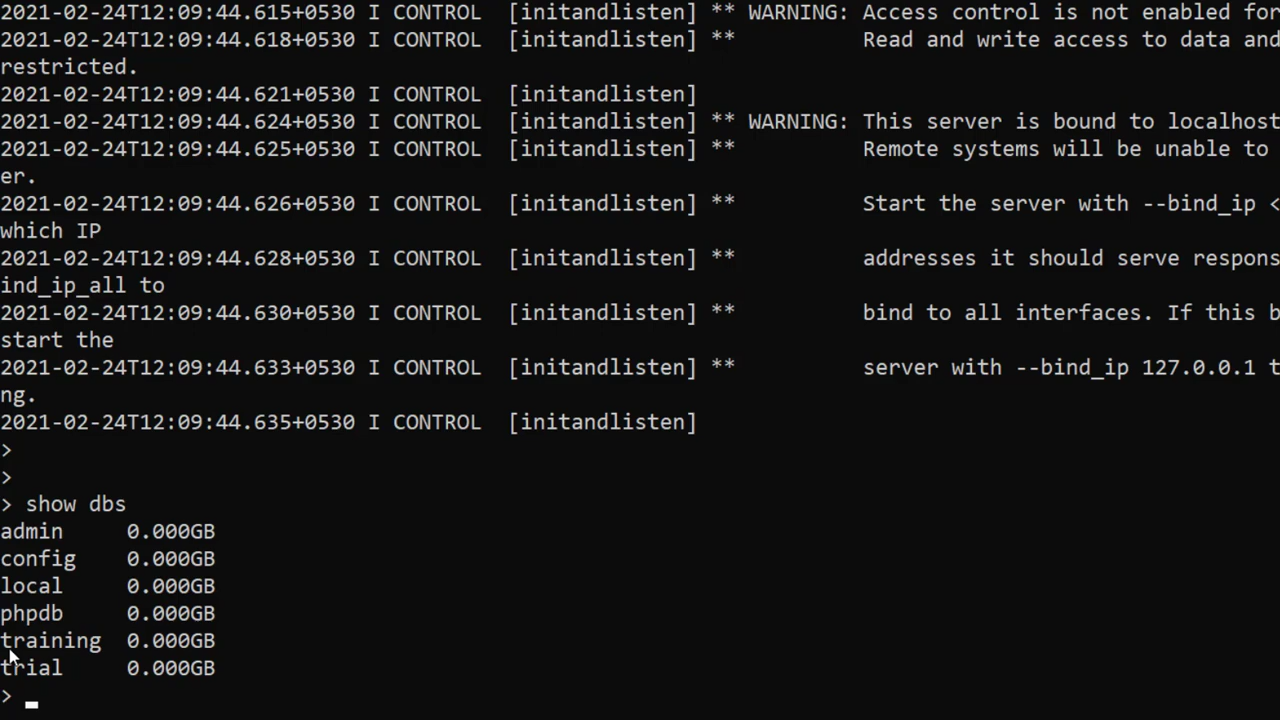 2021-02-24T12:09:44.615+0530 I CONTROL  [initandlisten] ** WARNING: Access control is not enabled for
2021-02-24T12:09:44.618+0530 I CONTROL  [initandlisten] **          Read and write access to data and
restricted.
2021-02-24T12:09:44.621+0530 I CONTROL  [initandlisten]
2021-02-24T12:09:44.624+0530 I CONTROL  [initandlisten] ** WARNING: This server is bound to localhost
2021-02-24T12:09:44.625+0530 I CONTROL  [initandlisten] **          Remote systems will be unable to
er.
2021-02-24T12:09:44.626+0530 I CONTROL  [initandlisten] **          Start the server with --bind_ip <
which IP
2021-02-24T12:09:44.628+0530 I CONTROL  [initandlisten] **          addresses it should serve respons
ind_ip_all to
2021-02-24T12:09:44.630+0530 I CONTROL  [initandlisten] **          bind to all interfaces. If this b
start the
2021-02-24T12:09:44.633+0530 I CONTROL  [initandlisten] **          server with --bind_ip 127.0.0.1 t
ng.
2021-02-24T12:09:44.635+0530 I CONTROL  [initandlisten]
>
>
> show dbs
admin     0.000GB
config    0.000GB
local     0.000GB
phpdb     0.000GB
training  0.000GB
trial     0.000GB
>